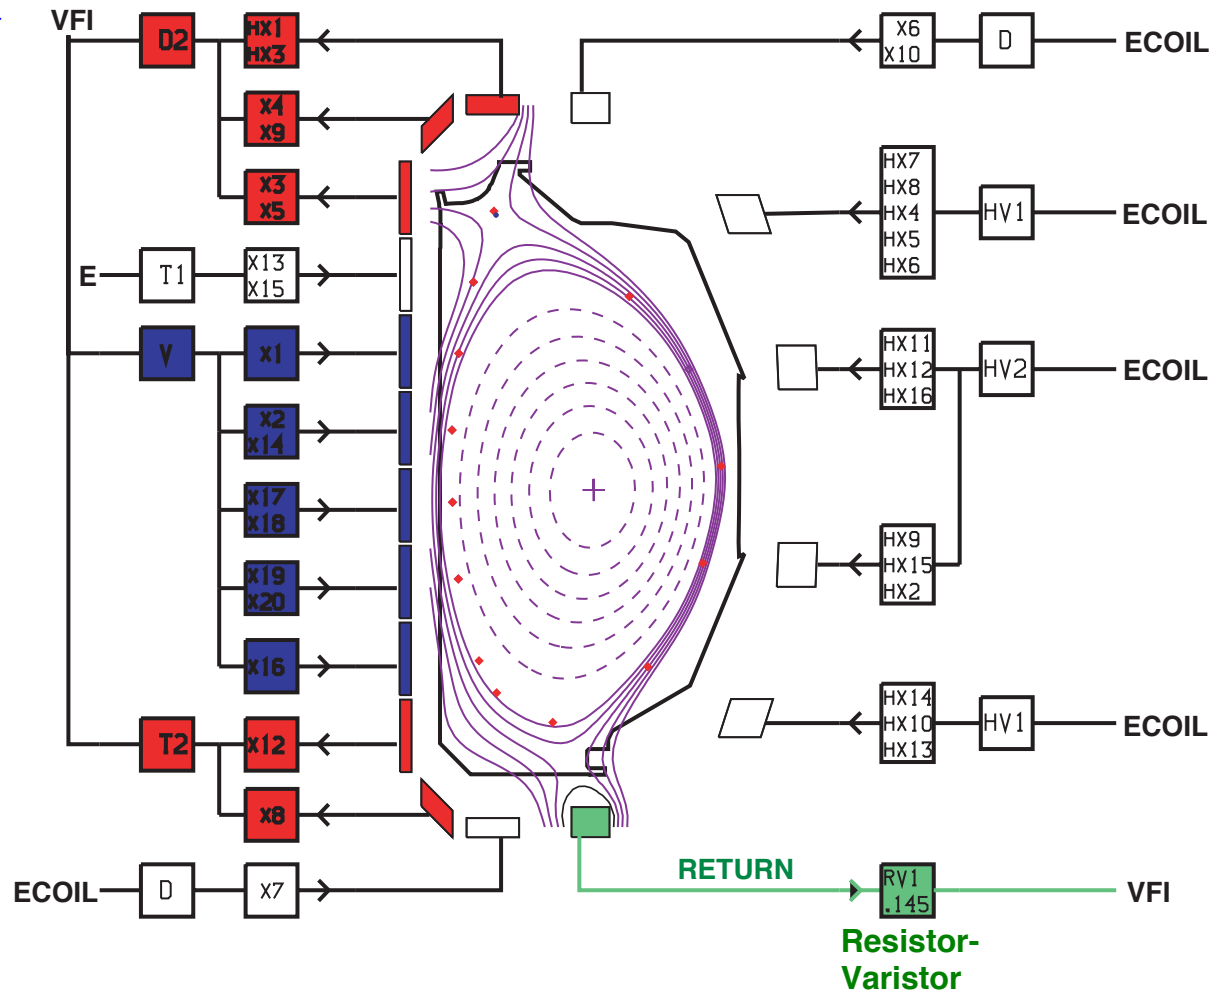 VFI
D2
HX1
HX3
X6
X10
D
ECOIL
X4
X9
X3
X5
HX7
HX8
HX4
HX5
HX6
HV1
ECOIL
E
T1
X13
X15
V
X1
HX11
HX12
HX16
HV2
ECOIL
X2
X14
X17
X18
HX9
HX15
HX2
X19
X20
X16
T2
X12
HX14
HX10
HX13
HV1
ECOIL
X8
ECOIL
D
X7
RETURN
RV1
.145
VFI
Resistor-
Varistor